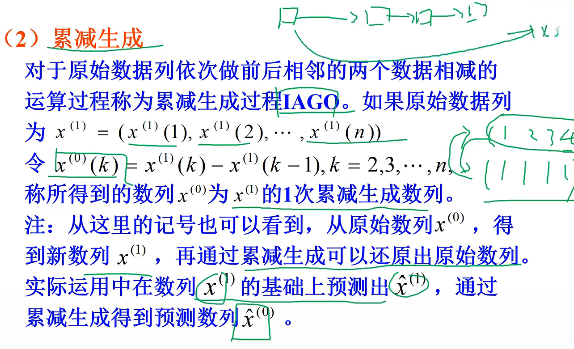 （2）累减生成
对于原始数据列依次做前后相邻的两个数据相减的
运算过程称为累减生成过程IAGO。如果原始数据列
为 x⁽¹⁾ = (x⁽¹⁾(1), x⁽¹⁾(2), ⋯, x⁽¹⁾(n))
令 x⁽⁰⁾(k) = x⁽¹⁾(k) − x⁽¹⁾(k −1), k = 2,3,⋯, n,
(1 2 3 4
(1 1 1 1
称所得到的数列 x⁽⁰⁾ 为 x⁽¹⁾ 的1次累减生成数列。
注：从这里的记号也可以看到，从原始数列 x⁽⁰⁾ ，得
到新数列 x⁽¹⁾ ，再通过累减生成可以还原出原始数列。
实际运用中在数列 x⁽¹⁾ 的基础上预测出 x̂⁽¹⁾ ，通过
累减生成得到预测数列 x̂⁽⁰⁾ 。